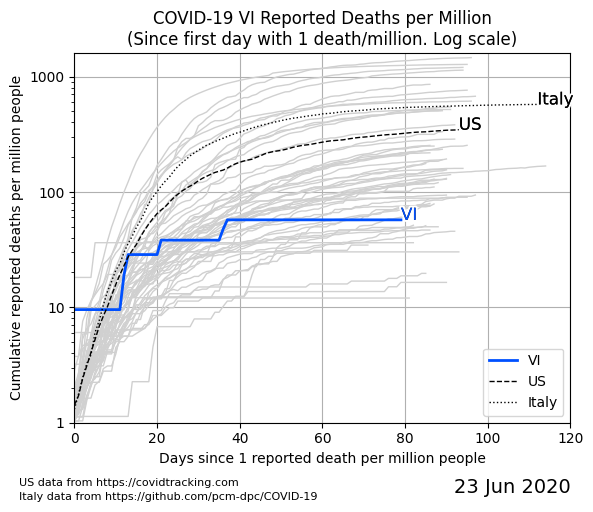 COVID-19 VI Reported Deaths per Million
(Since first day with 1 death/million. Log scale)
Cumulative reported deaths per million people
1000
100
10
1
Italy
US
VI
VI
US
Italy
0
20
40
60
80
100
120
Days since 1 reported death per million people
US data from https://covidtracking.com
Italy data from https://github.com/pcm-dpc/COVID-19
23 Jun 2020